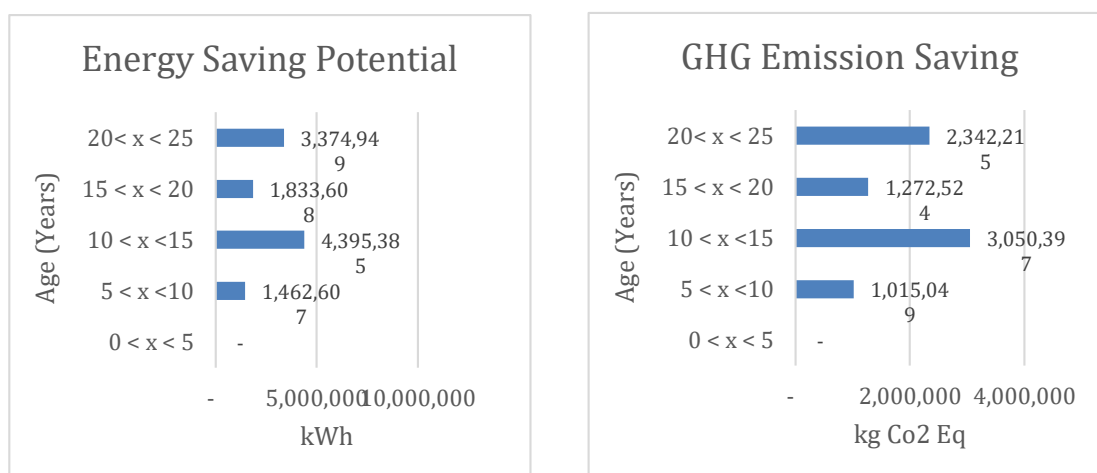 Energy Saving Potential
20< x < 25
3,374,94
9
15 < x < 20
1,833,60
8
10 < x <15
4,395,38
5
5 < x <10
1,462,60
7
0 < x < 5
-
Age (Years)
-
5,000,000
10,000,000
kWh
GHG Emission Saving
20< x < 25
2,342,21
5
15 < x < 20
1,272,52
4
10 < x <15
3,050,39
7
5 < x <10
1,015,04
9
0 < x < 5
-
Age (Years)
-
2,000,000
4,000,000
kg Co2 Eq